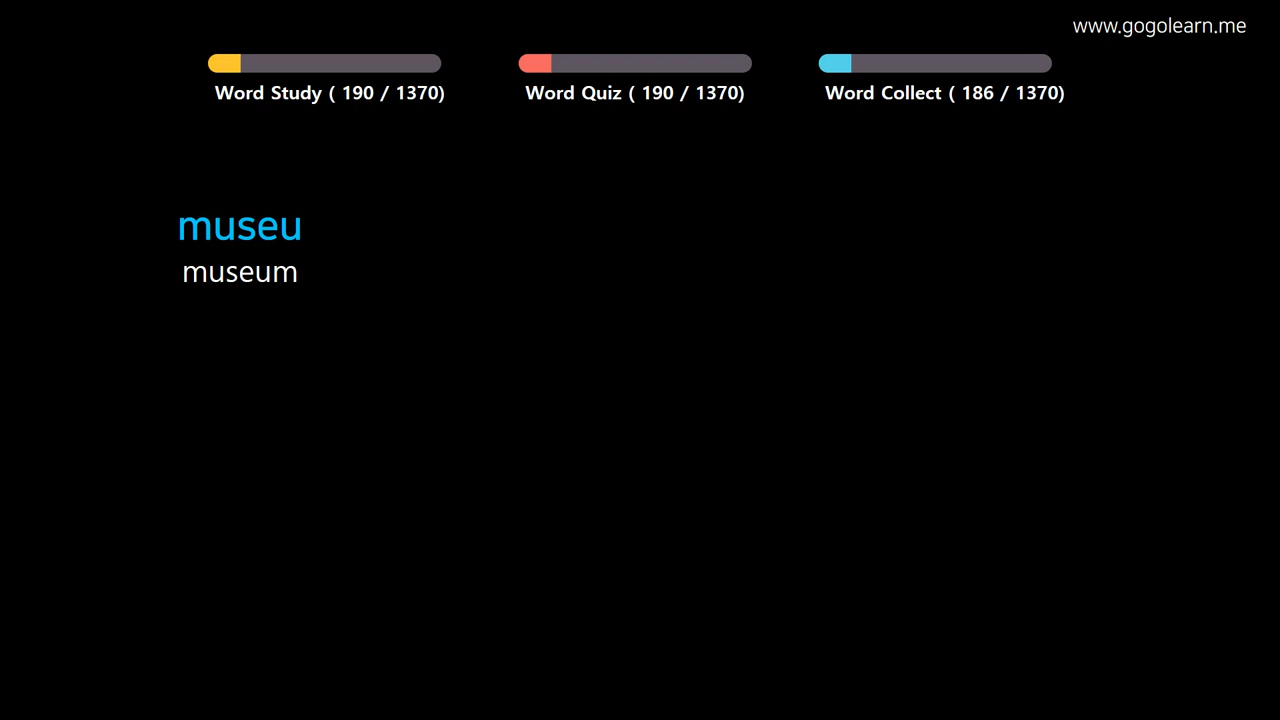 www.gogolearn.me
Word Study ( 190 / 1370)
Word Quiz ( 190 / 1370)
Word Collect ( 186 / 1370)
museu
museum